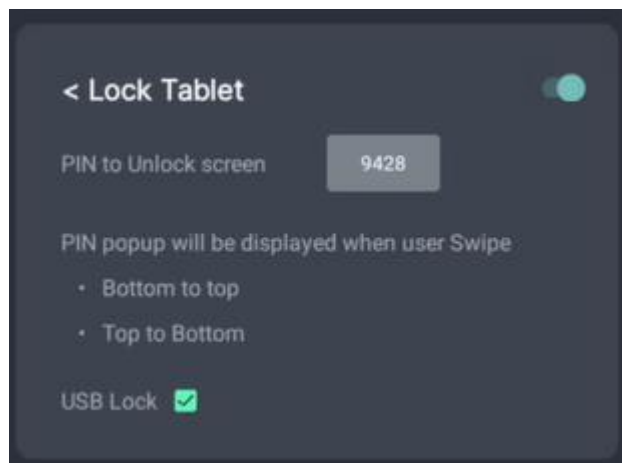 < Lock Tablet
PIN to Unlock screen 9428
PIN popup will be displayed when user Swipe
• Bottom to top
• Top to Bottom
USB Lock